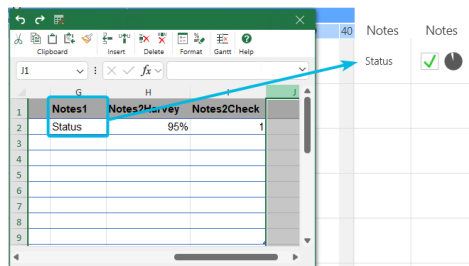 Clipboard Insert Delete Format Gantt Help
J1 fx
G H I J
1 Notes1 Notes2Harvey Notes2Check
2 Status 95% 1
3
4
5
6
7
8
9
40 Notes Notes
Status